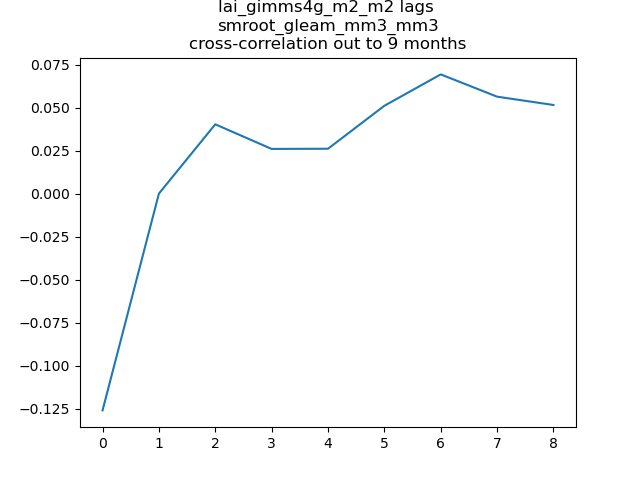 lai_gimms4g_m2_m2 lags
smroot_gleam_mm3_mm3
cross-correlation out to 9 months
0.075
0.050
0.025
0.000
−0.025
−0.050
−0.075
−0.100
−0.125
0 1 2 3 4 5 6 7 8